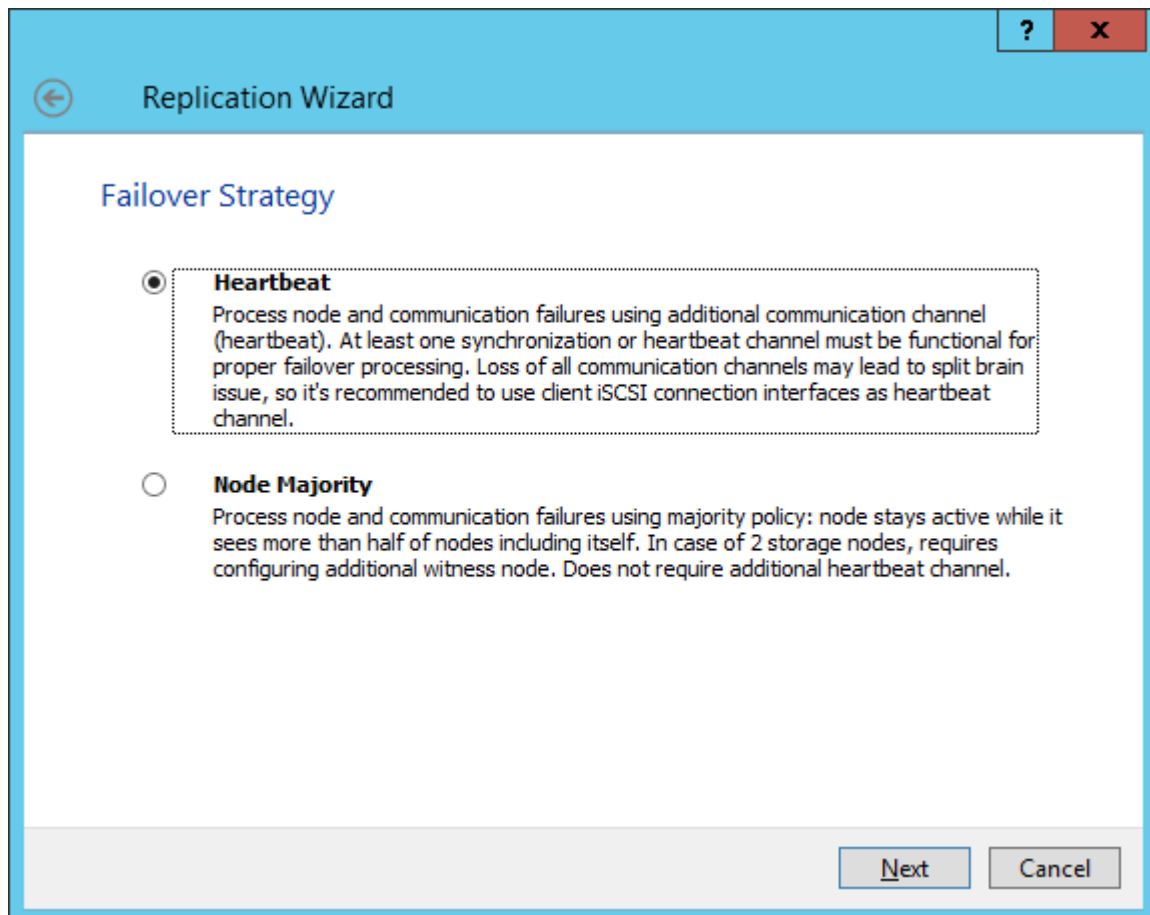 ?
x
Replication Wizard
Failover Strategy
Heartbeat
Process node and communication failures using additional communication channel
(heartbeat). At least one synchronization or heartbeat channel must be functional for
proper failover processing. Loss of all communication channels may lead to split brain
issue, so it's recommended to use client iSCSI connection interfaces as heartbeat
channel.
Node Majority
Process node and communication failures using majority policy: node stays active while it
sees more than half of nodes including itself. In case of 2 storage nodes, requires
configuring additional witness node. Does not require additional heartbeat channel.
Next
Cancel